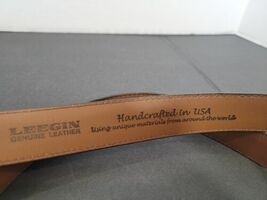 LEEGIN
GENUINE LEATHER
Handcrafted in USA
Using unique materials from around the world